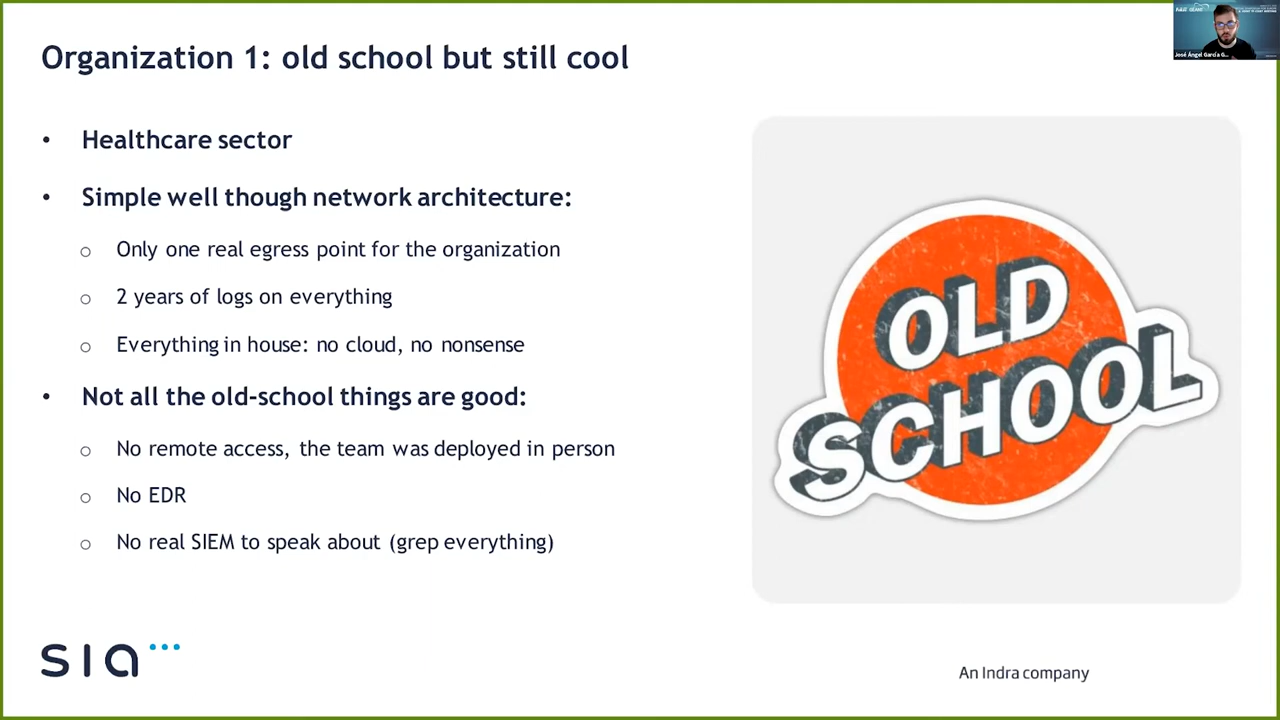 Organization 1: old school but still cool
• Healthcare sector
• Simple well though network architecture:
o Only one real egress point for the organization
o 2 years of logs on everything
o Everything in house: no cloud, no nonsense
• Not all the old-school things are good:
o No remote access, the team was deployed in person
o No EDR
o No real SIEM to speak about (grep everything)
OLD
SCHOOL
sia
An Indra company
José Ángel García G...